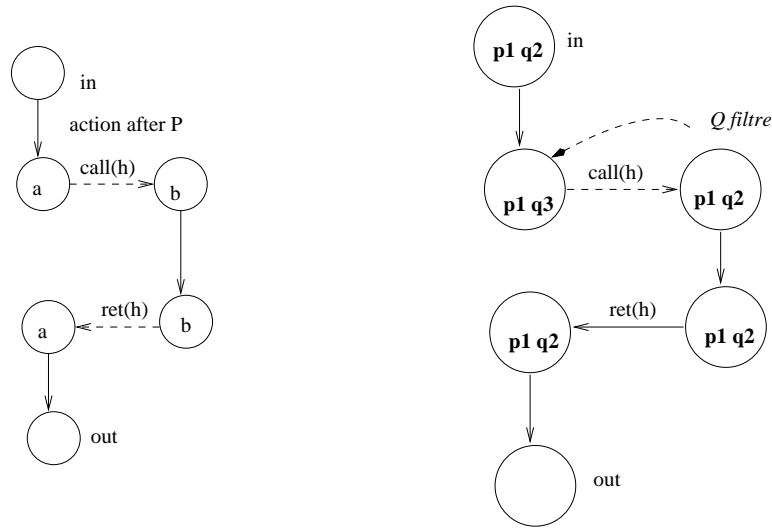 in
action after P
call(h)
a
b
ret(h)
a
b
out
p1 q2
in
Q filtre
call(h)
p1 q3
p1 q2
ret(h)
p1 q2
p1 q2
out